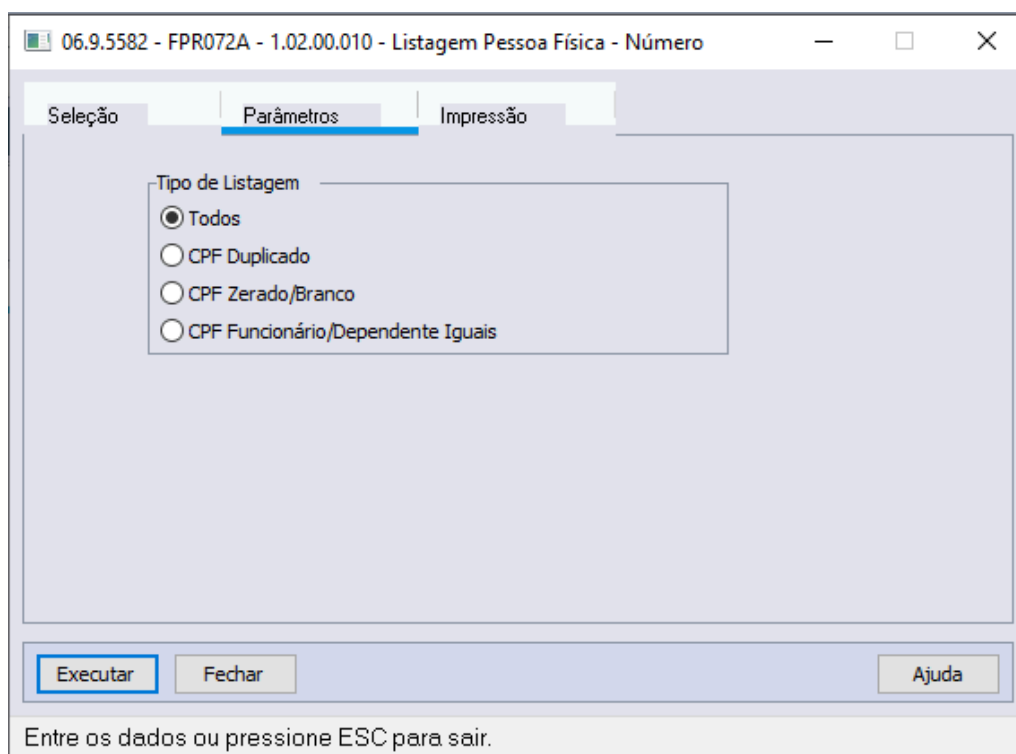 06.9.5582 - FPR072A - 1.02.00.010 - Listagem Pessoa Física - Número
Seleção Parâmetros Impressão
Tipo de Listagem
Todos
CPF Duplicado
CPF Zerado/Branco
CPF Funcionário/Dependente Iguais
Executar Fechar Ajuda
Entre os dados ou pressione ESC para sair.